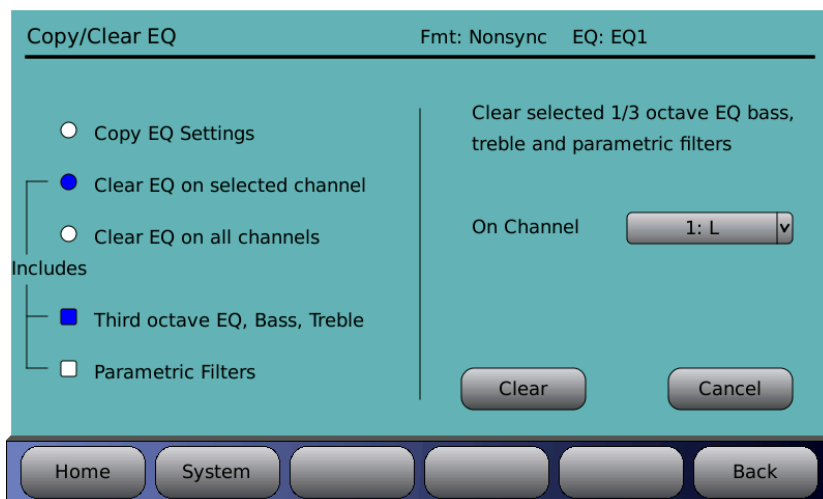 Copy/Clear EQ
Fmt: Nonsync EQ: EQ1
Copy EQ Settings
Clear EQ on selected channel
Clear EQ on all channels
Includes
Third octave EQ, Bass, Treble
Parametric Filters
Clear selected 1/3 octave EQ bass,
treble and parametric filters
On Channel 1: L
Clear Cancel
Home System Back